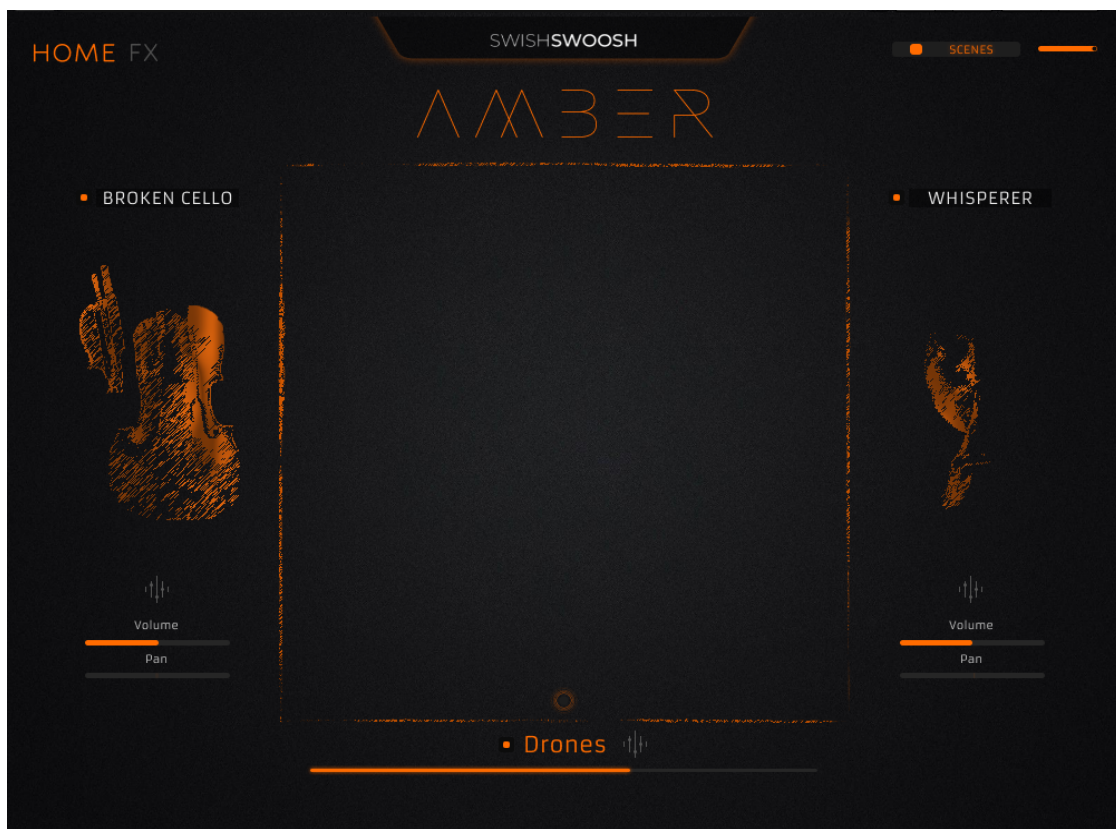 SWISHSWOOSH
HOME FX
SCENES
AMBER
BROKEN CELLO
WHISPERER
Volume
Pan
Volume
Pan
Drones